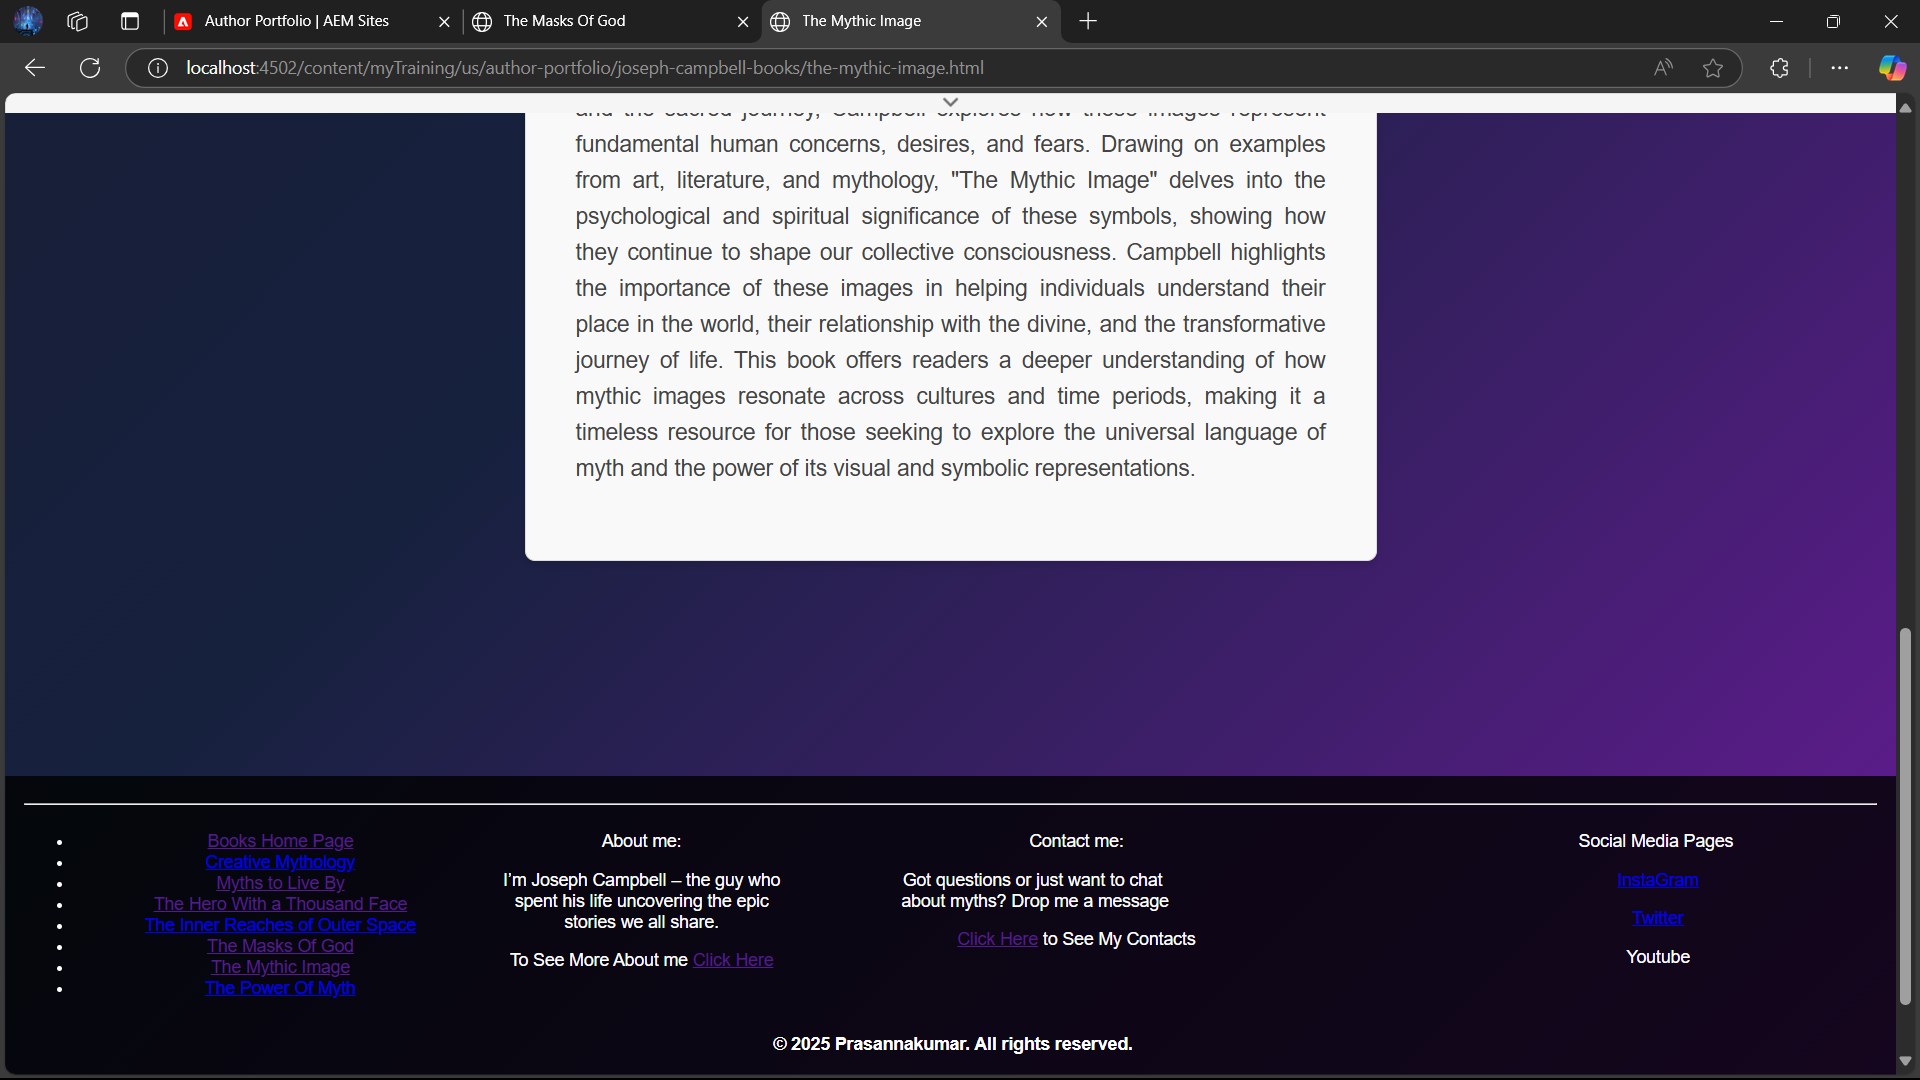 Author Portfolio | AEM Sites
The Masks Of God
The Mythic Image
localhost:4502/content/myTraining/us/author-portfolio/joseph-campbell-books/the-mythic-image.html
and the sacred journey, Campbell explores how these images represent
fundamental human concerns, desires, and fears. Drawing on examples
from art, literature, and mythology, "The Mythic Image" delves into the
psychological and spiritual significance of these symbols, showing how
they continue to shape our collective consciousness. Campbell highlights
the importance of these images in helping individuals understand their
place in the world, their relationship with the divine, and the transformative
journey of life. This book offers readers a deeper understanding of how
mythic images resonate across cultures and time periods, making it a
timeless resource for those seeking to explore the universal language of
myth and the power of its visual and symbolic representations.
Books Home Page
Creative Mythology
Myths to Live By
The Hero With a Thousand Face
The Inner Reaches of Outer Space
The Masks Of God
The Mythic Image
The Power Of Myth
About me:
I'm Joseph Campbell – the guy who
spent his life uncovering the epic
stories we all share.
To See More About me Click Here
Contact me:
Got questions or just want to chat
about myths? Drop me a message
Click Here to See My Contacts
Social Media Pages
InstaGram
Twitter
Youtube
© 2025 Prasannakumar. All rights reserved.